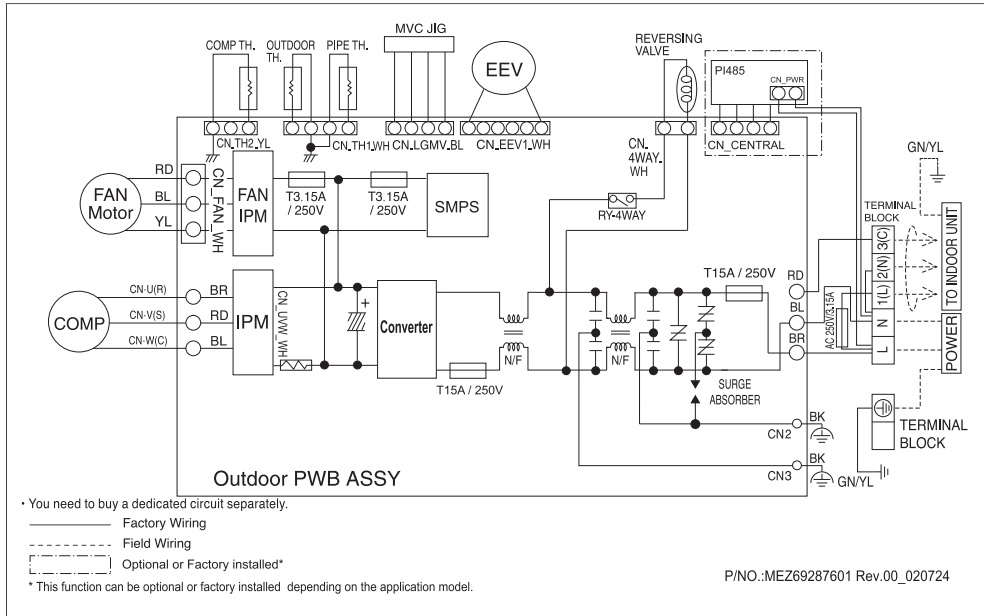 MVC JIG
REVERSING
VALVE
COMP TH.
OUTDOOR
TH.
PIPE TH.
EEV
PI485
CN_PWR
CN_TH2_YL
CN_TH1_WH
CN_LGMV_BL
CN_EEV1_WH
CN_
4WAY_
WH
CN_CENTRAL
GN/YL
RD
BL
YL
FAN
Motor
CN_FAN_WH
FAN
IPM
T3.15A
/ 250V
T3.15A
/ 250V
SMPS
RY-4WAY
TERMINAL
BLOCK
3(C)
2(N)
1(L)
N
L
TO INDOOR UNIT
POWER
CN-U(R)
CN-V(S)
CN-W(C)
COMP
BR
RD
BL
IPM
CN_UVW_WH
+
Converter
N/F
N/F
T15A / 250V
T15A / 250V
RD
BL
BR
AC 250V/3.15A
SURGE
ABSORBER
CN2
BK
CN3
BK
TERMINAL
BLOCK
GN/YL
Outdoor PWB ASSY
• You need to buy a dedicated circuit separately.
Factory Wiring
Field Wiring
Optional or Factory installed*
* This function can be optional or factory installed depending on the application model.
P/NO.:MEZ69287601 Rev.00_020724